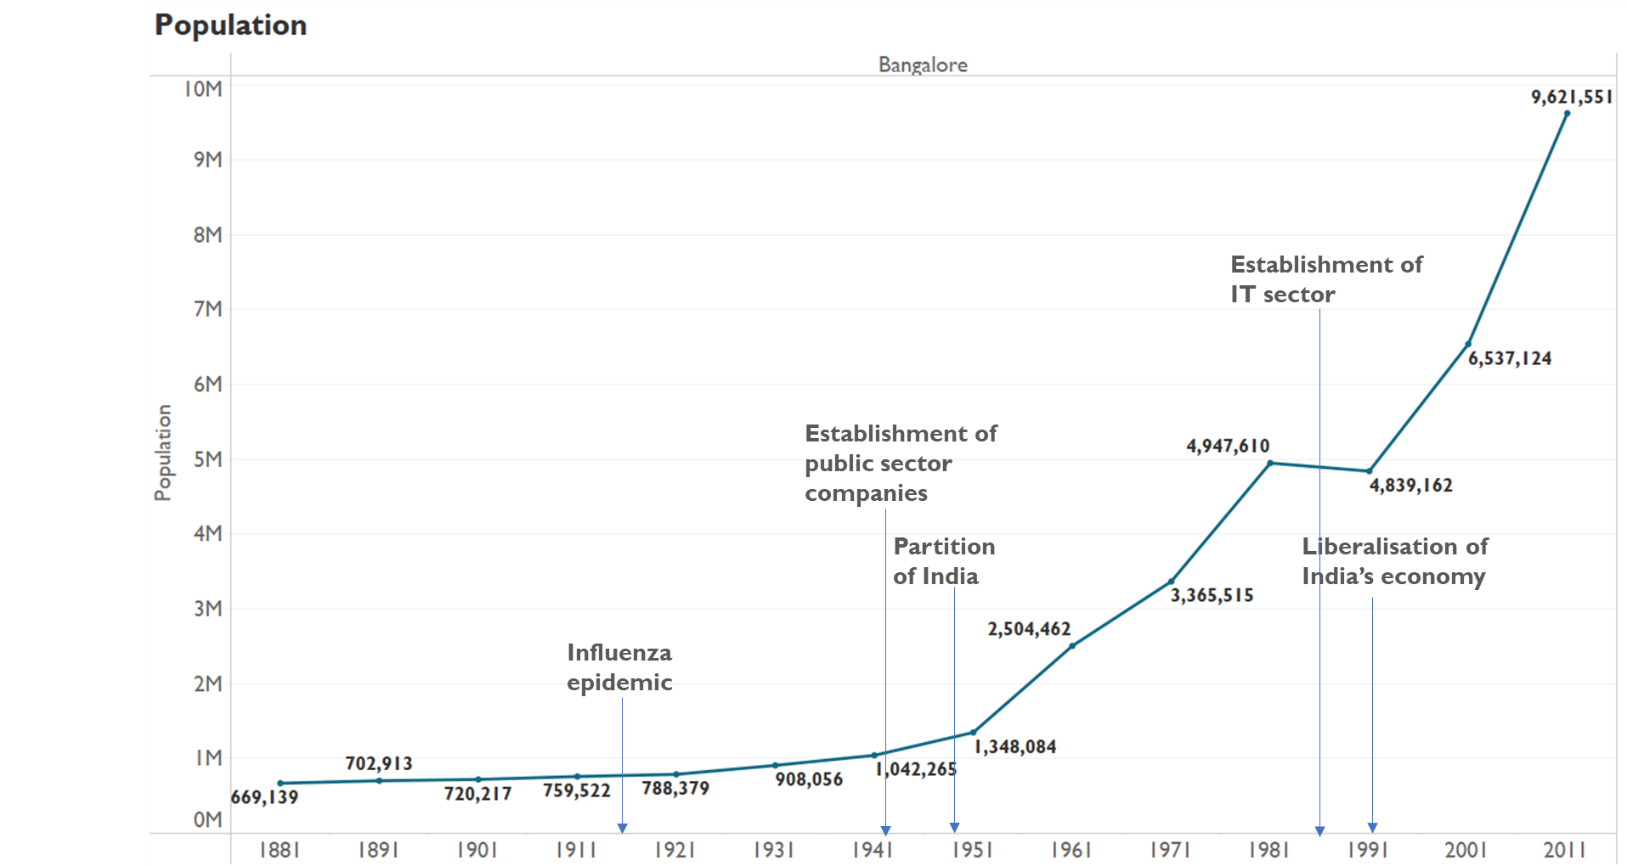 Population
Bangalore
10M
9M
8M
7M
6M
5M
4M
3M
2M
1M
0M
Population
9,621,551
Establishment of
IT sector
6,537,124
Establishment of
public sector
companies
4,947,610
4,839,162
Partition
of India
Liberalisation of
India’s economy
3,365,515
2,504,462
Influenza
epidemic
1,348,084
702,913
1,042,265
669,139
720,217
759,522
788,379
908,056
1881 1891 1901 1911 1921 1931 1941 1951 1961 1971 1981 1991 2001 2011